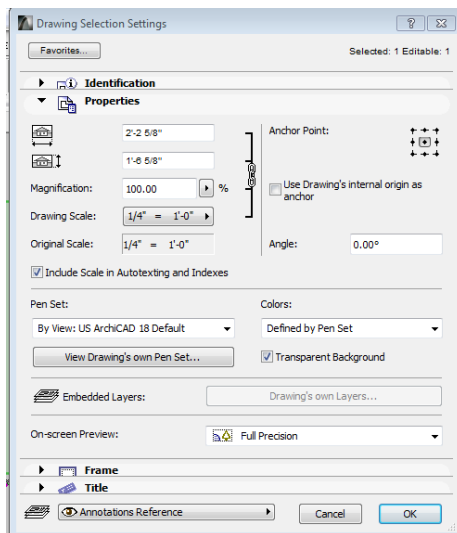 Drawing Selection Settings
Favorites...
Selected: 1 Editable: 1
Identification
Properties
2'-2 5/8"
Anchor Point:
1'-6 5/8"
Magnification: 100.00 %
Use Drawing's internal origin as
anchor
Drawing Scale: 1/4" = 1'-0"
Original Scale: 1/4" = 1'-0"
Angle: 0.00°
Include Scale in Autotexting and Indexes
Pen Set:
Colors:
By View: US ArchiCAD 18 Default
Defined by Pen Set
View Drawing's own Pen Set...
Transparent Background
Embedded Layers:
Drawing's own Layers...
On-screen Preview:
Full Precision
Frame
Title
Annotations Reference
Cancel
OK